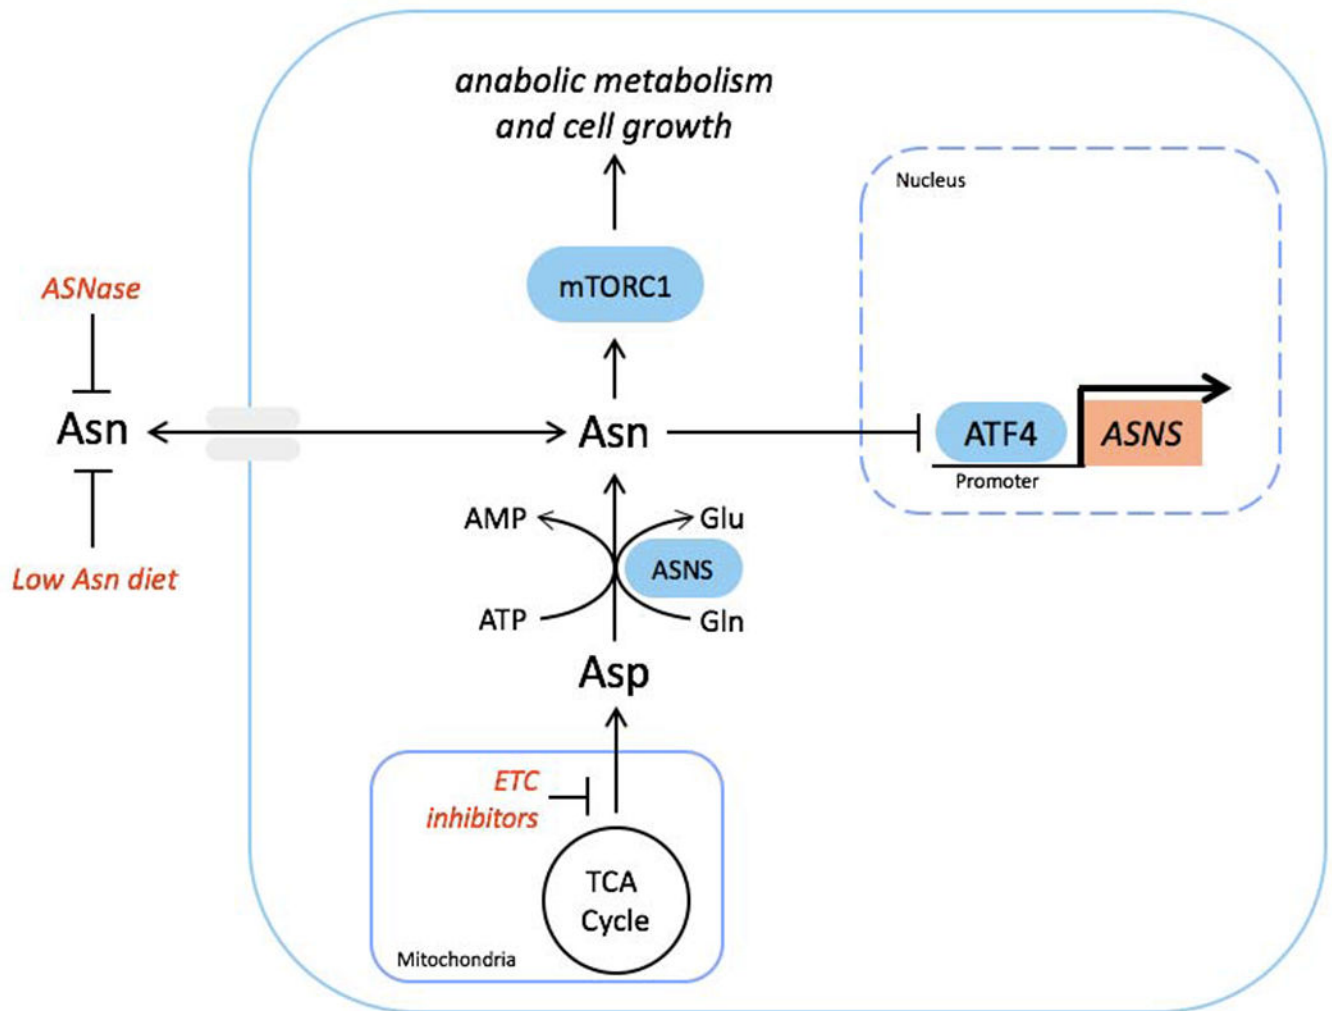 anabolic metabolism
and cell growth
Nucleus
mTORC1
ASNase
Asn
Asn
ATF4
ASNS
Promoter
AMP
Glu
ASNS
ATP
Gln
Low Asn diet
Asp
ETC
inhibitors
TCA
Cycle
Mitochondria